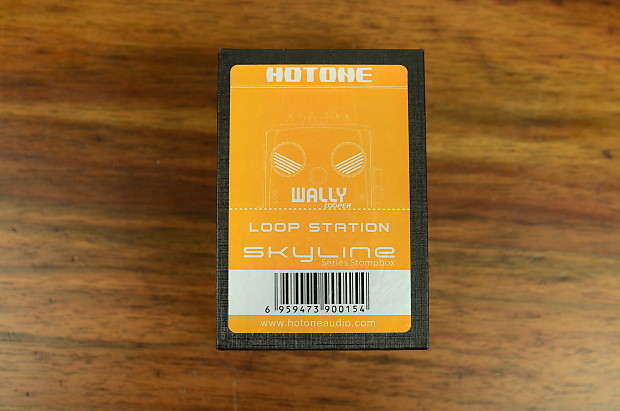 HOTONE
WALLY
LOOPER
LOOP STATION
SKYLINE
Series Stompbox
6 959473 900154
www.hotoneaudio.com